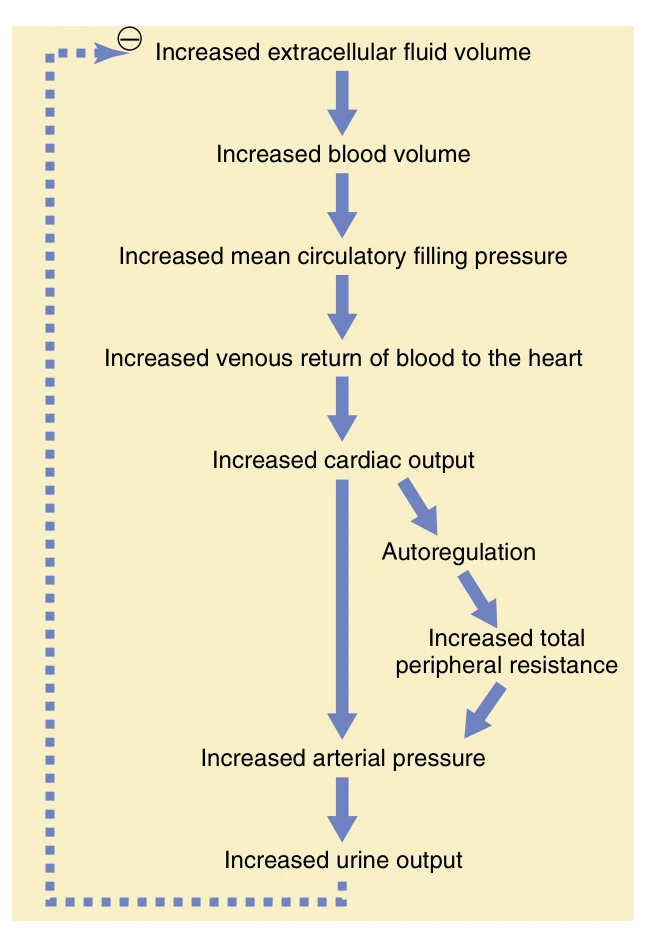 ⊖
Increased extracellular fluid volume
Increased blood volume
Increased mean circulatory filling pressure
Increased venous return of blood to the heart
Increased cardiac output
Autoregulation
Increased total
peripheral resistance
Increased arterial pressure
Increased urine output